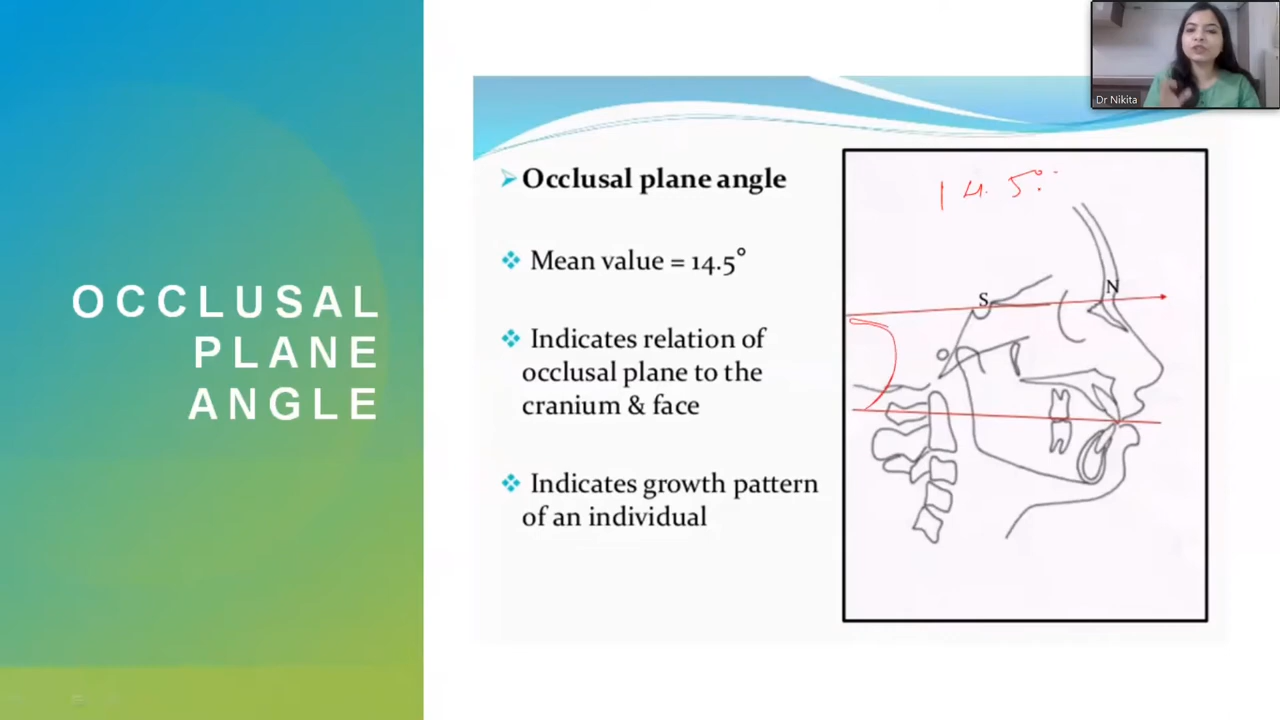 OCCLUSAL
PLANE
ANGLE
Occlusal plane angle
Mean value = 14.5°
Indicates relation of
occlusal plane to the
cranium & face
Indicates growth pattern
of an individual
14.5°
S
N
Dr Nikita